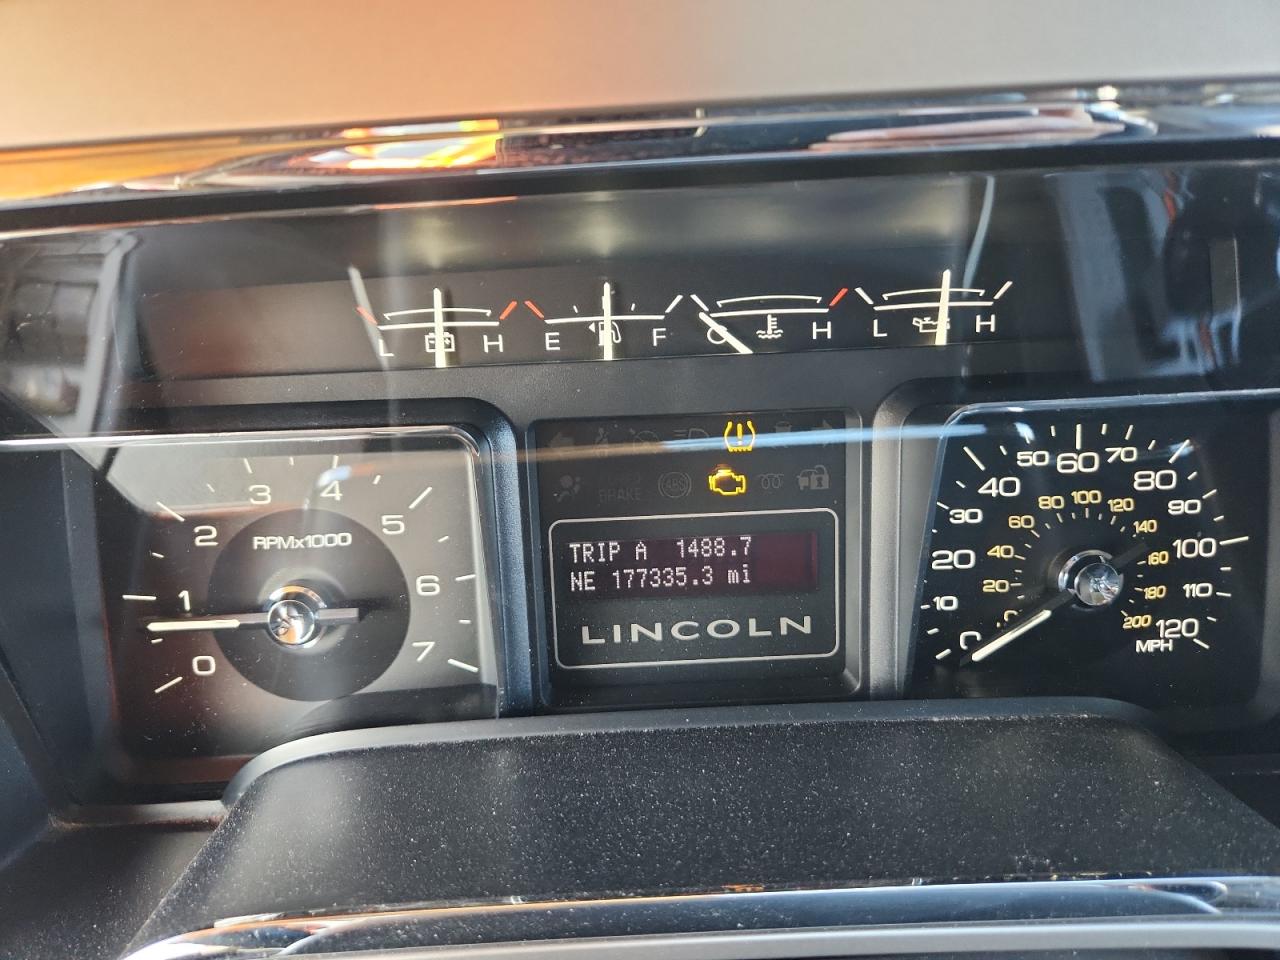 L H E F C H L H
BRAKE ABS
TRIP A 1488.7
NE 177335.3 mi
LINCOLN
0 1 2 3 4 5 6 7
RPMx1000
0 10 20 30 40 50 60 70 80 90 100 110 120
MPH
0 20 40 60 80 100 120 140 160 180 200